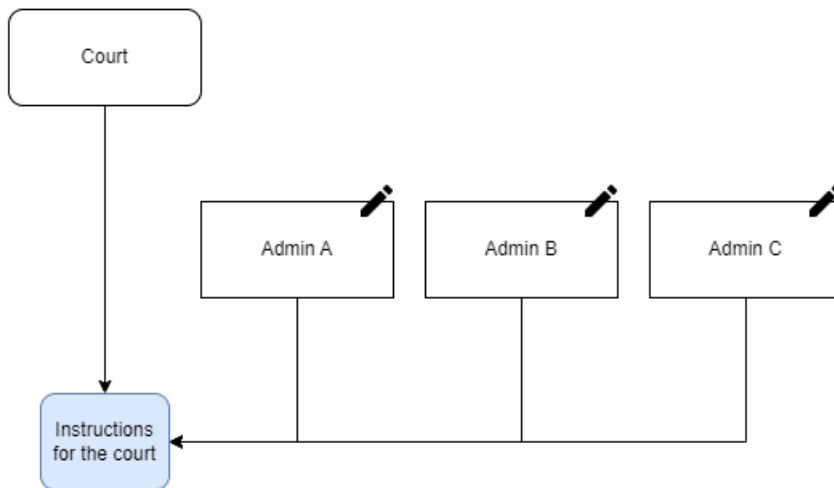 Court
Admin A
Admin B
Admin C
Instructions
for the court